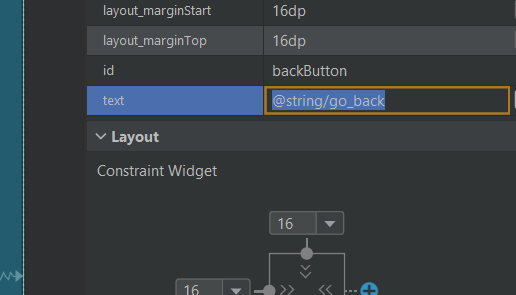 layout_marginStart 16dp
layout_marginTop 16dp
id backButton
text @string/go_back
Layout
Constraint Widget
16
16